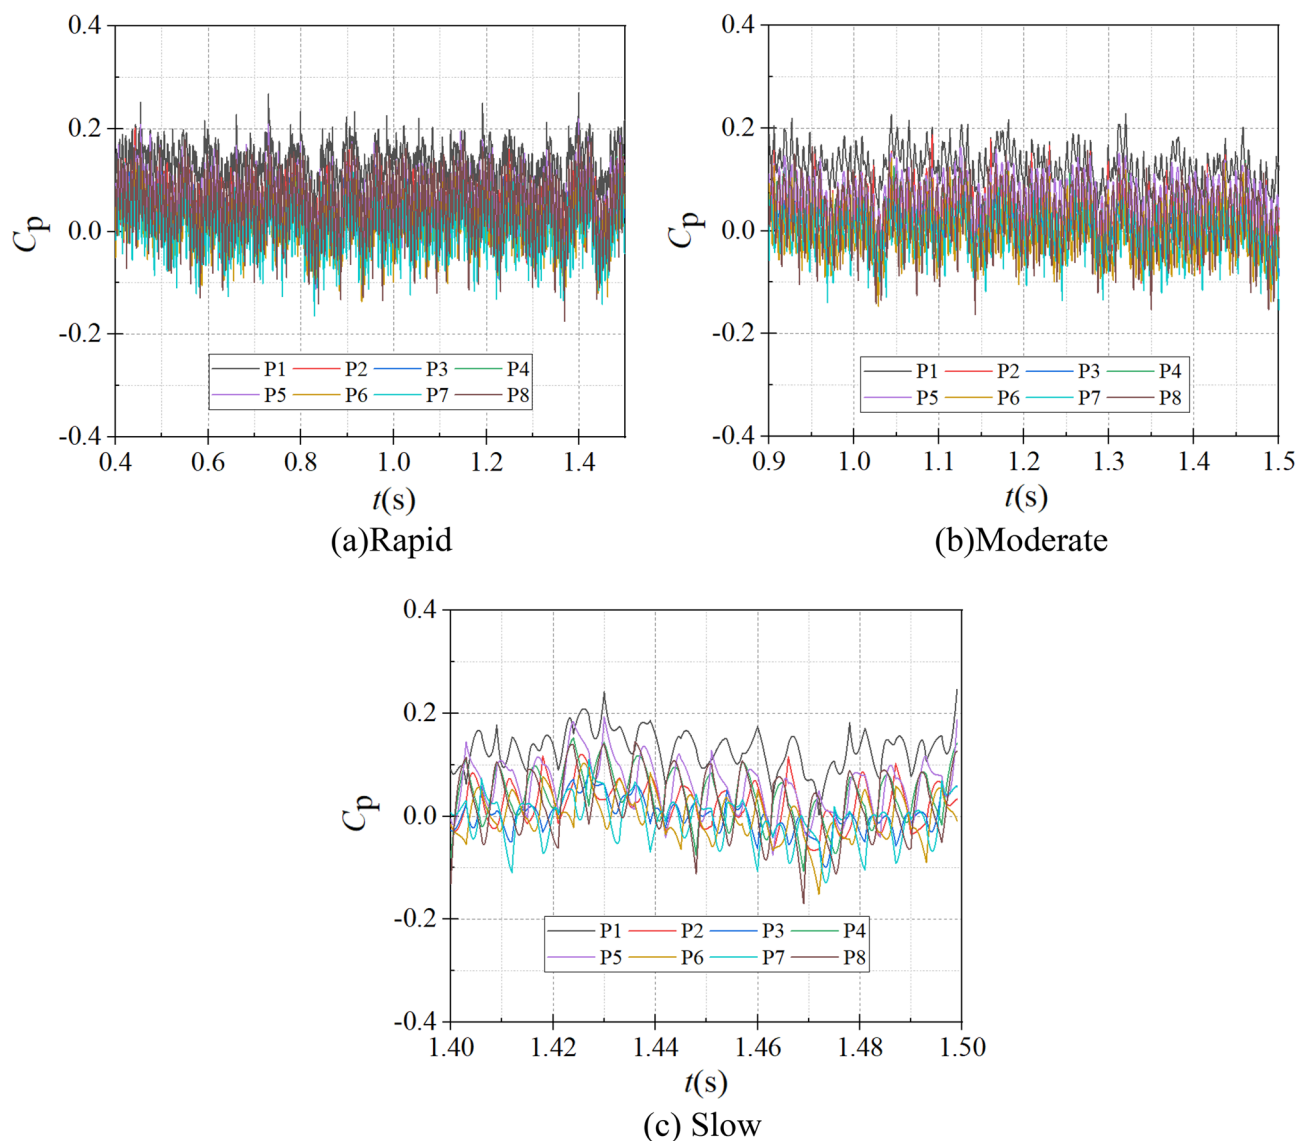 0.4
0.2
0.0
-0.2
-0.4
Cp
P1 P2 P3 P4
P5 P6 P7 P8
0.4 0.6 0.8 1.0 1.2 1.4
t(s)
(a)Rapid
0.4
0.2
0.0
-0.2
-0.4
Cp
P1 P2 P3 P4
P5 P6 P7 P8
0.9 1.0 1.1 1.2 1.3 1.4 1.5
t(s)
(b)Moderate
0.4
0.2
0.0
-0.2
-0.4
Cp
P1 P2 P3 P4
P5 P6 P7 P8
1.40 1.42 1.44 1.46 1.48 1.50
t(s)
(c) Slow